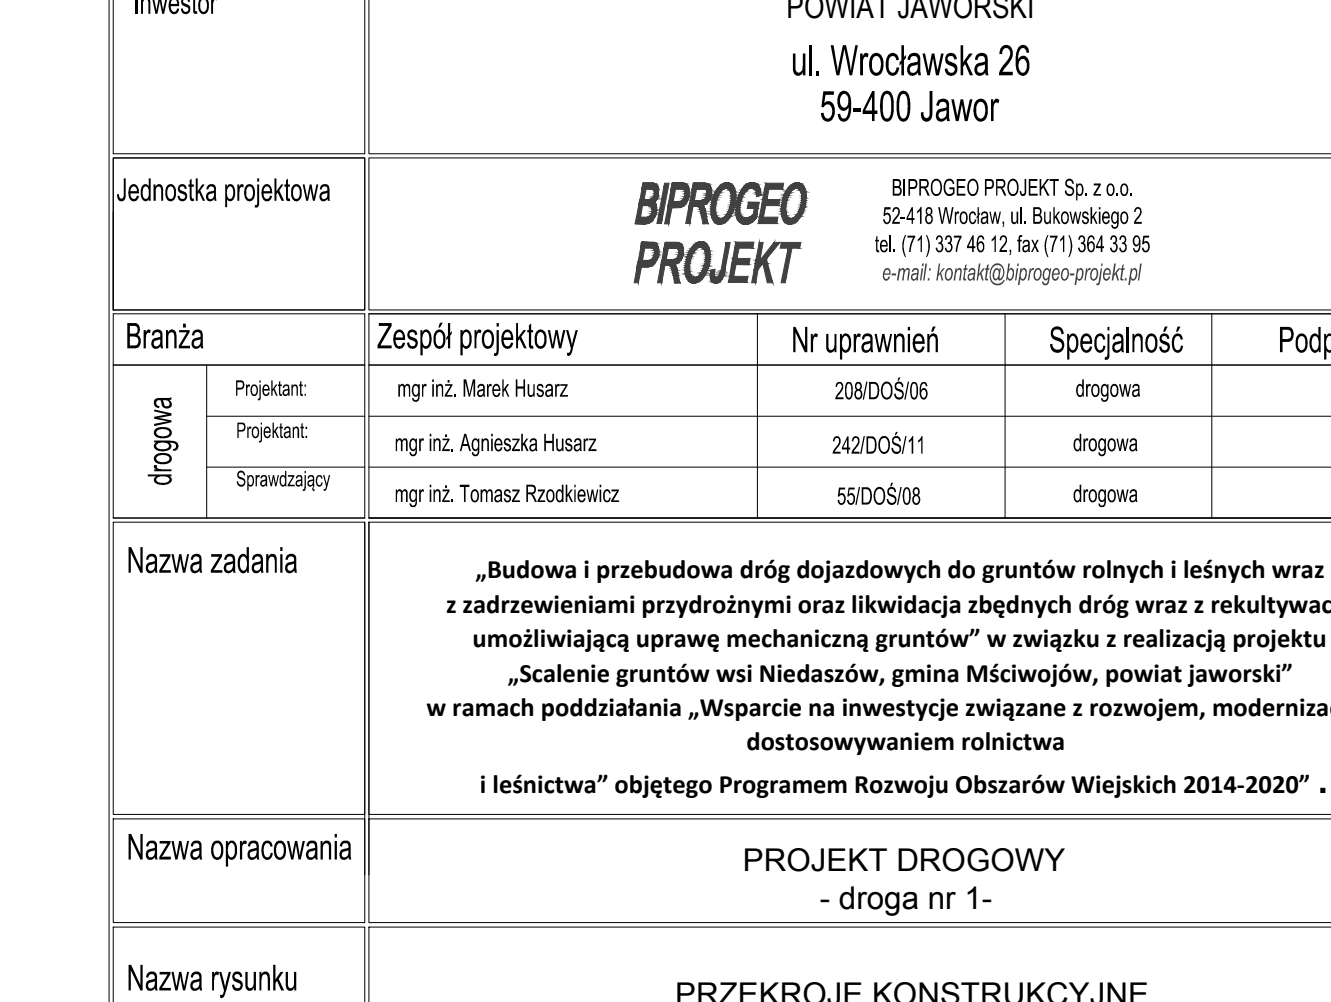 Inwestor
POWIAT JAWORSKI
ul. Wrocławska 26
59-400 Jawor
Jednostka projektowa
BIPROGEO
PROJEKT
BIPROGEO PROJEKT Sp. z o.o.
52-418 Wrocław, ul. Bukowskiego 2
tel. (71) 337 46 12, fax (71) 364 33 95
e-mail: kontakt@biprogeo-projekt.pl
Branża Zespół projektowy Nr uprawnień Specjalność
drogowa
Projektant: mgr inż. Marek Husarz 208/DOŚ/06 drogowa
Projektant: mgr inż. Agnieszka Husarz 242/DOŚ/11 drogowa
Sprawdzający mgr inż. Tomasz Rzodkiewicz 55/DOŚ/08 drogowa
Nazwa zadania
„Budowa i przebudowa dróg dojazdowych do gruntów rolnych i leśnych wraz
z zadrzewieniami przydrożnymi oraz likwidacja zbędnych dróg wraz z
umożliwiającą uprawę mechaniczną gruntów” w związku z realizacją projektu
„Scalenie gruntów wsi Niedaszów, gmina Mściwojów, powiat jaworski”
w ramach poddziałania „Wsparcie na inwestycje związane z rozwojem,
dostosowywaniem rolnictwa
i leśnictwa” objętego Programem Rozwoju Obszarów Wiejskich 2014-2020” .
Nazwa opracowania
PROJEKT DROGOWY
- droga nr 1-
Nazwa rysunku
PRZEKROJE KONSTRUKCYJNE